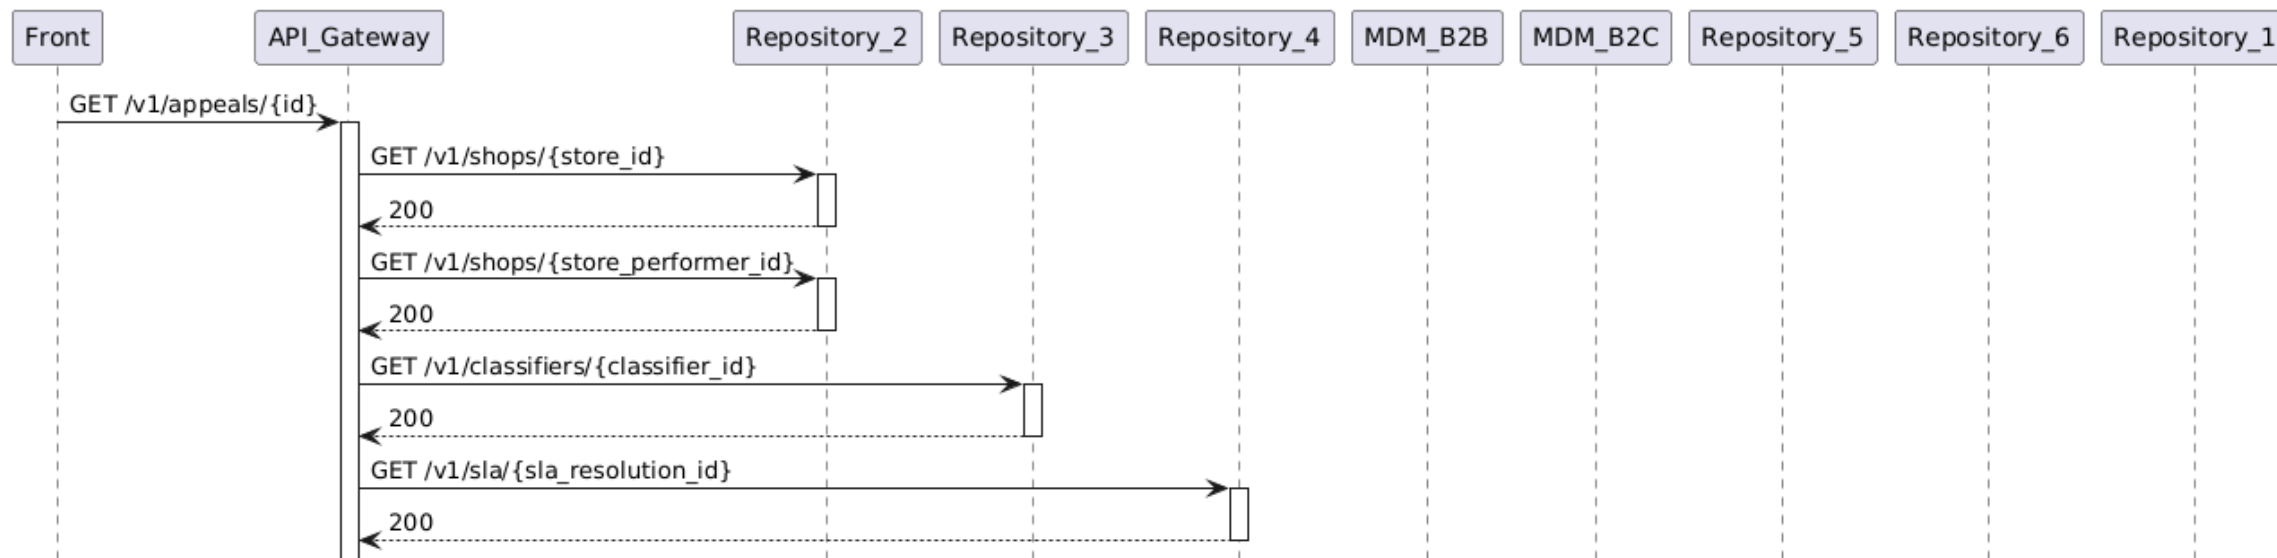 Front
API_Gateway
Repository_2
Repository_3
Repository_4
MDM_B2B
MDM_B2C
Repository_5
Repository_6
Repository_1
GET /v1/appeals/{id}
GET /v1/shops/{store_id}
200
GET /v1/shops/{store_performer_id}
200
GET /v1/classifiers/{classifier_id}
200
GET /v1/sla/{sla_resolution_id}
200